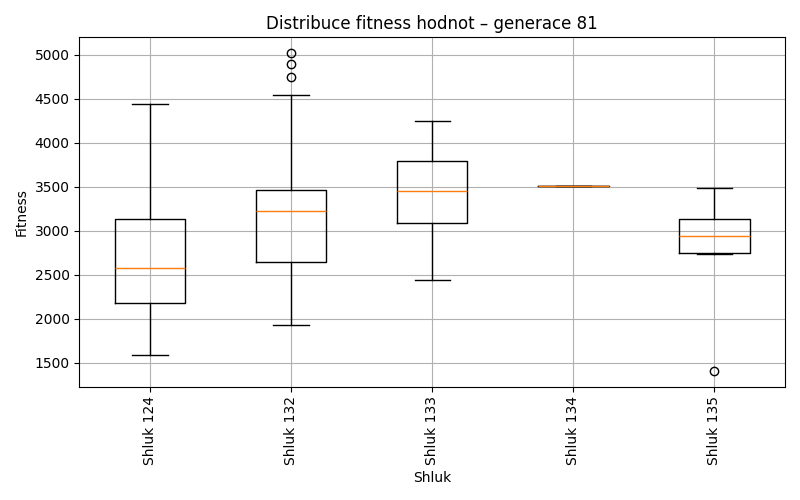 Distribuce fitness hodnot – generace 81
5000
4500
4000
3500
3000
2500
2000
1500
Fitness
Shluk 124
Shluk 132
Shluk 133
Shluk 134
Shluk 135
Shluk